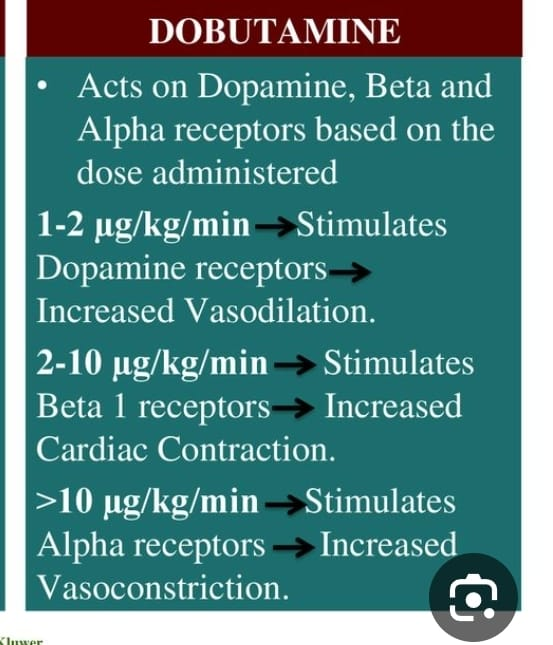 DOBUTAMINE
• Acts on Dopamine, Beta and
Alpha receptors based on the
dose administered
1-2 µg/kg/min→Stimulates
Dopamine receptors→
Increased Vasodilation.
2-10 µg/kg/min→ Stimulates
Beta 1 receptors→ Increased
Cardiac Contraction.
>10 µg/kg/min→Stimulates
Alpha receptors → Increased
Vasoconstriction.
Kluwer